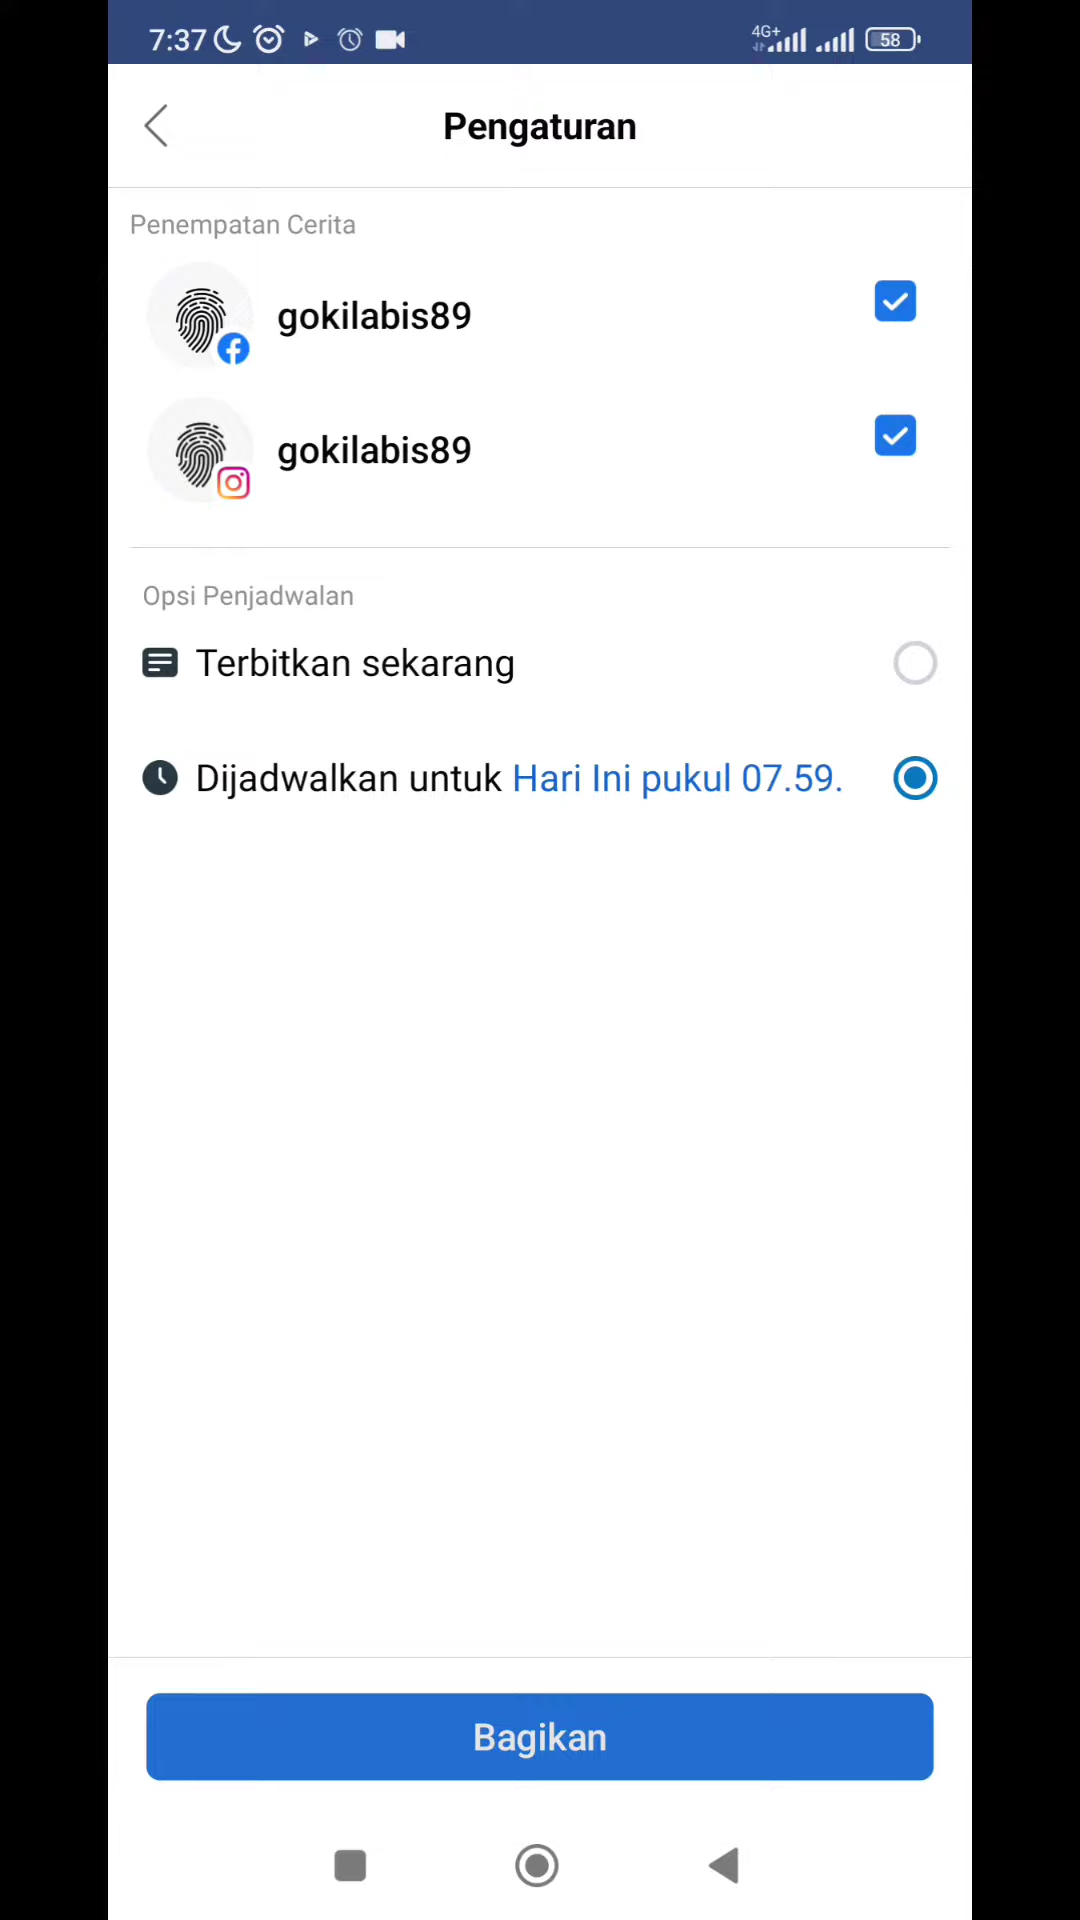 7:37 4G+ 58
Pengaturan
Penempatan Cerita
gokilabis89
gokilabis89
Opsi Penjadwalan
Terbitkan sekarang
Dijadwalkan untuk Hari Ini pukul 07.59.
Bagikan